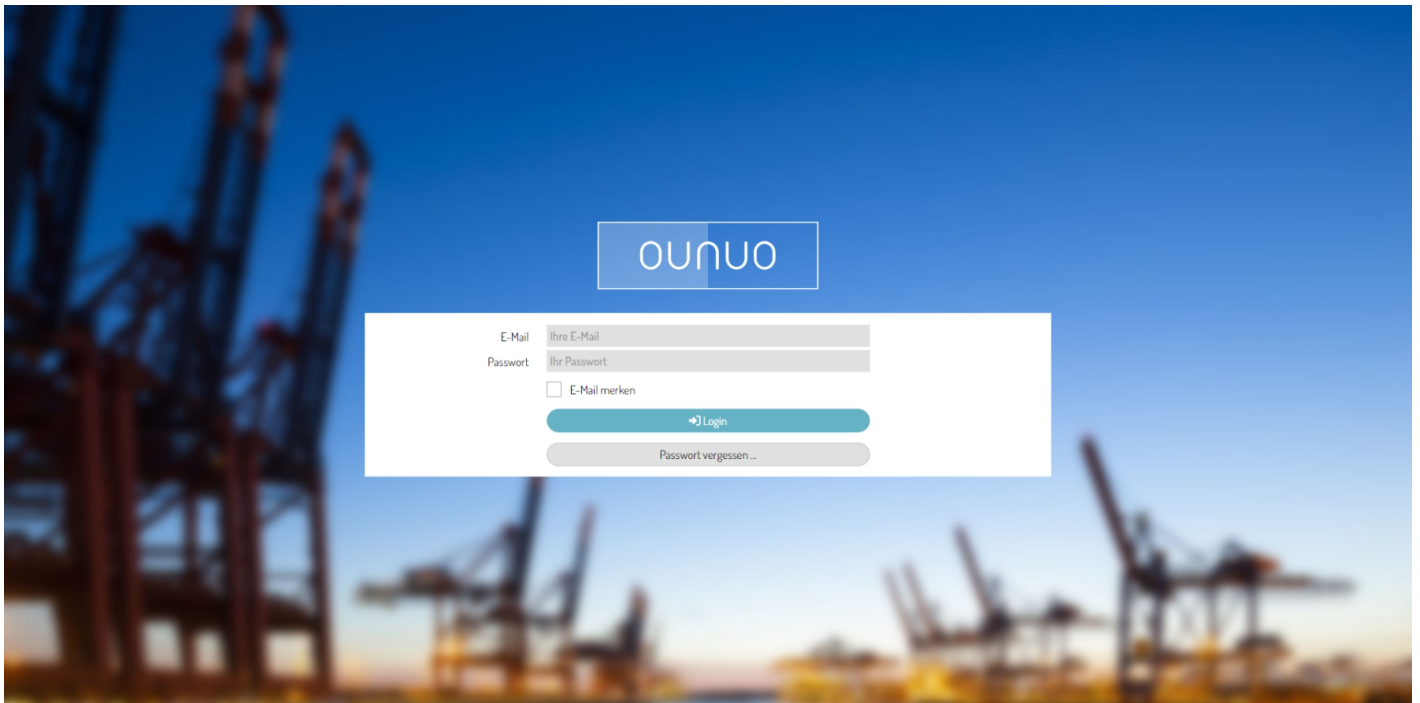 ounuo
E-Mail
Ihre E-Mail
Passwort
Ihr Passwort
E-Mail merken
Login
Passwort vergessen ...